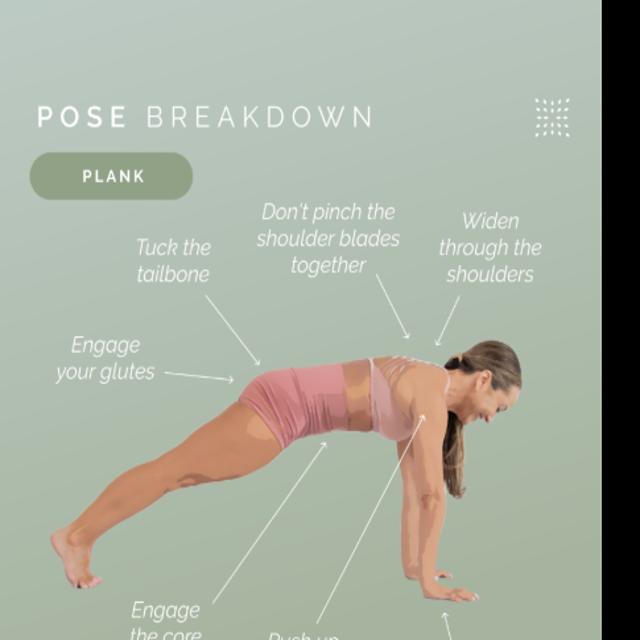 POSE BREAKDOWN
PLANK
Don't pinch the
shoulder blades
together
Widen
through the
shoulders
Tuck the
tailbone
Engage
your glutes
Engage
the core
Push up